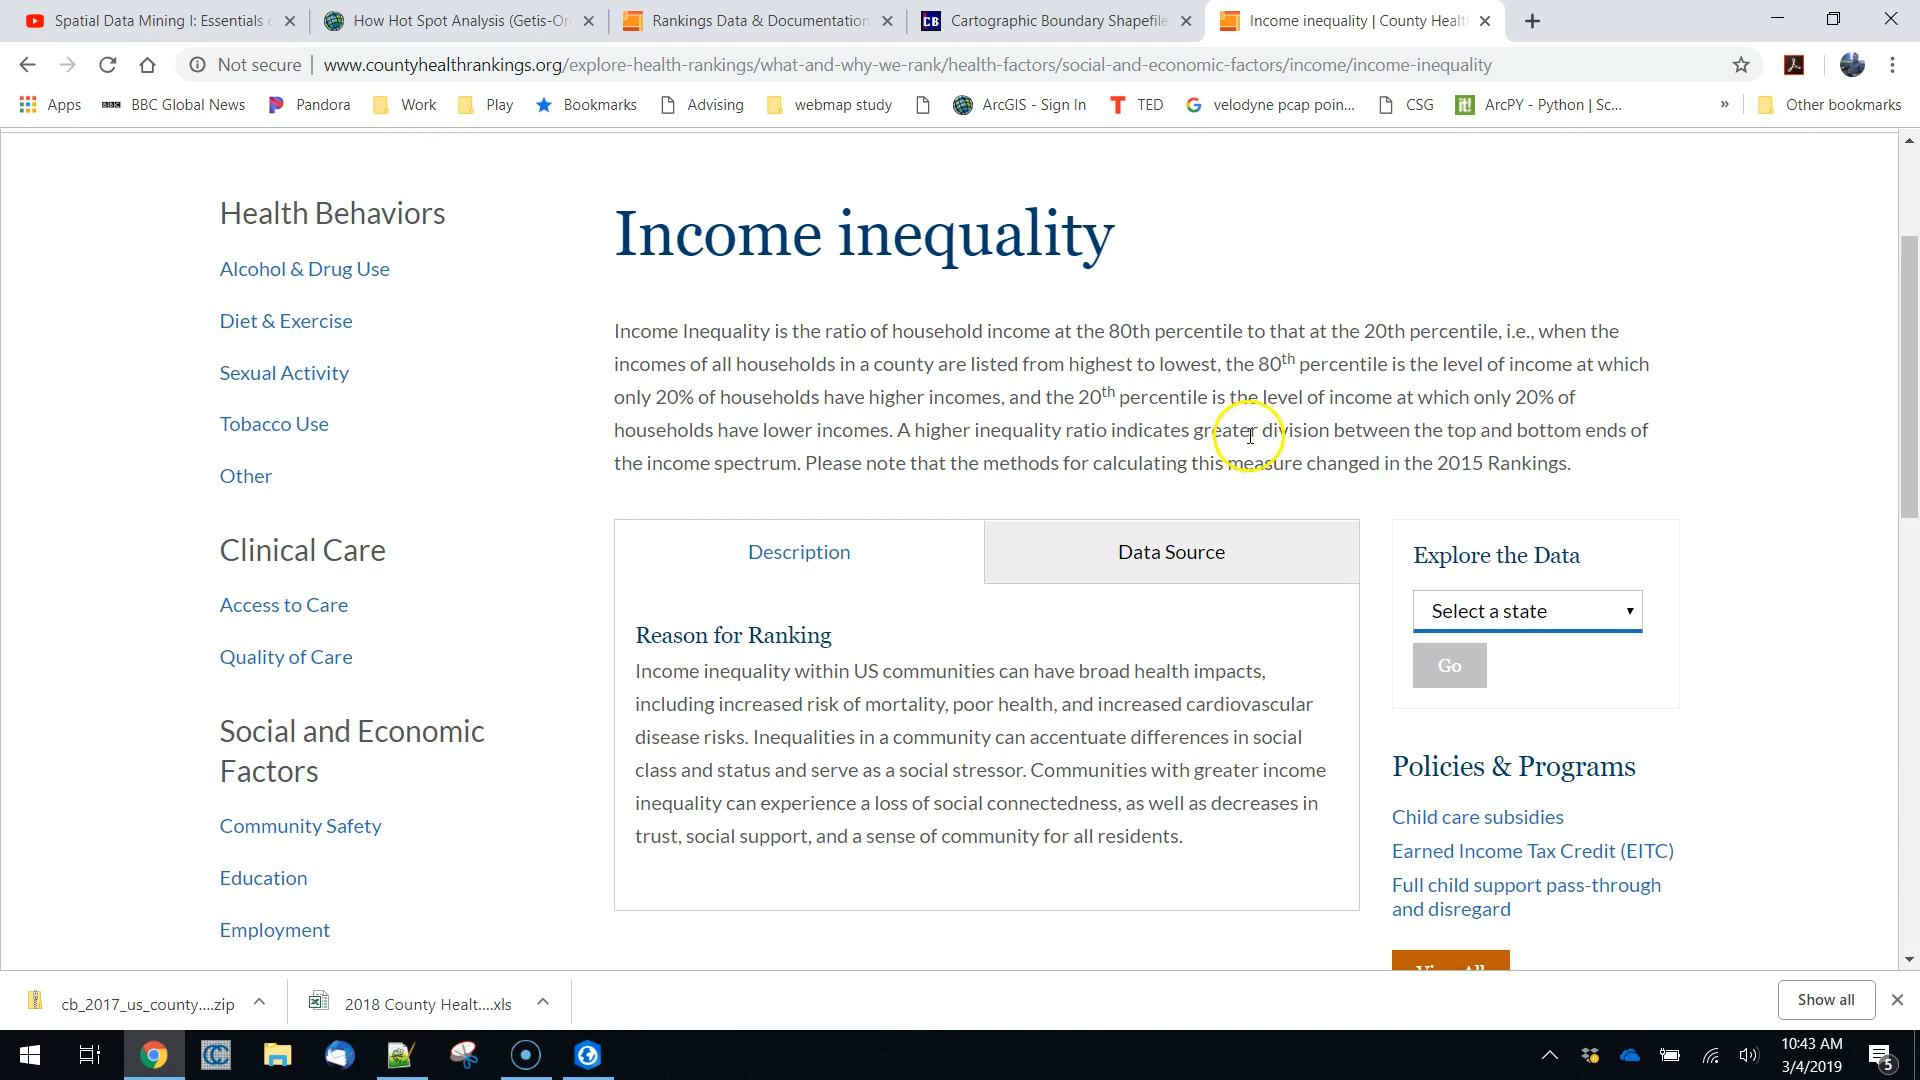 Spatial Data Mining I: Essentials
How Hot Spot Analysis (Getis-Or
Rankings Data & Documentation
CB
Cartographic Boundary Shapefile
Income inequality | County Healt
Not secure
www.countyhealthrankings.org/explore-health-rankings/what-and-why-we-rank/health-factors/social-and-economic-factors/income/income-inequality
Apps
BBC
BBC Global News
Pandora
Work
Play
Bookmarks
Advising
webmap study
ArcGIS - Sign In
TED
velodyne pcap poin...
CSG
it!
ArcPY - Python | Sc...
»
Other bookmarks
Health Behaviors
Alcohol & Drug Use
Diet & Exercise
Sexual Activity
Tobacco Use
Other
Clinical Care
Access to Care
Quality of Care
Social and Economic
Factors
Community Safety
Education
Employment
Income inequality
Income Inequality is the ratio of household income at the 80th percentile to that at the 20th percentile, i.e., when the
incomes of all households in a county are listed from highest to lowest, the 80th percentile is the level of income at which
only 20% of households have higher incomes, and the 20th percentile is the level of income at which only 20% of
households have lower incomes. A higher inequality ratio indicates greater division between the top and bottom ends of
the income spectrum. Please note that the methods for calculating this measure changed in the 2015 Rankings.
Description
Data Source
Reason for Ranking
Income inequality within US communities can have broad health impacts,
including increased risk of mortality, poor health, and increased cardiovascular
disease risks. Inequalities in a community can accentuate differences in social
class and status and serve as a social stressor. Communities with greater income
inequality can experience a loss of social connectedness, as well as decreases in
trust, social support, and a sense of community for all residents.
Explore the Data
Select a state
Go
Policies & Programs
Child care subsidies
Earned Income Tax Credit (EITC)
Full child support pass-through
and disregard
View All
cb_2017_us_county....zip
2018 County Healt....xls
Show all
10:43 AM
3/4/2019
5